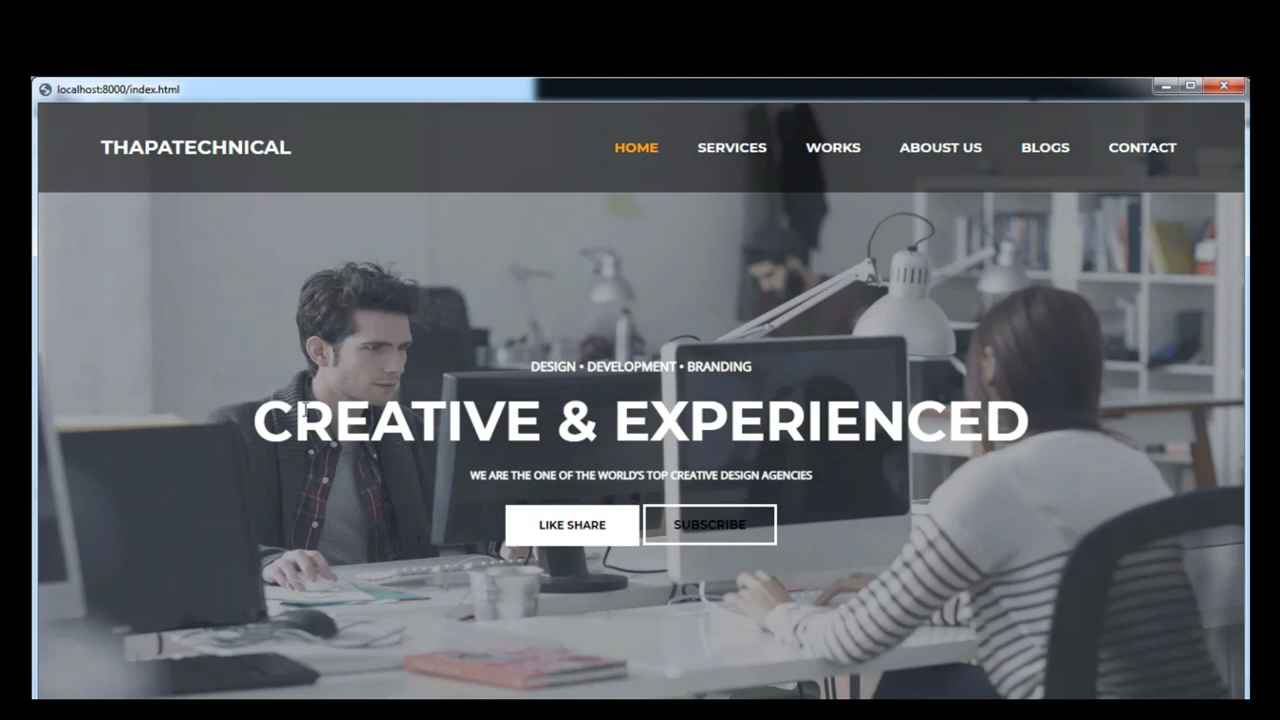 localhost:8000/index.html
THAPATECHNICAL HOME SERVICES WORKS ABOUST US BLOGS CONTACT
DESIGN • DEVELOPMENT • BRANDING
CREATIVE & EXPERIENCED
WE ARE THE ONE OF THE WORLD'S TOP CREATIVE DESIGN AGENCIES
LIKE SHARE SUBSCRIBE